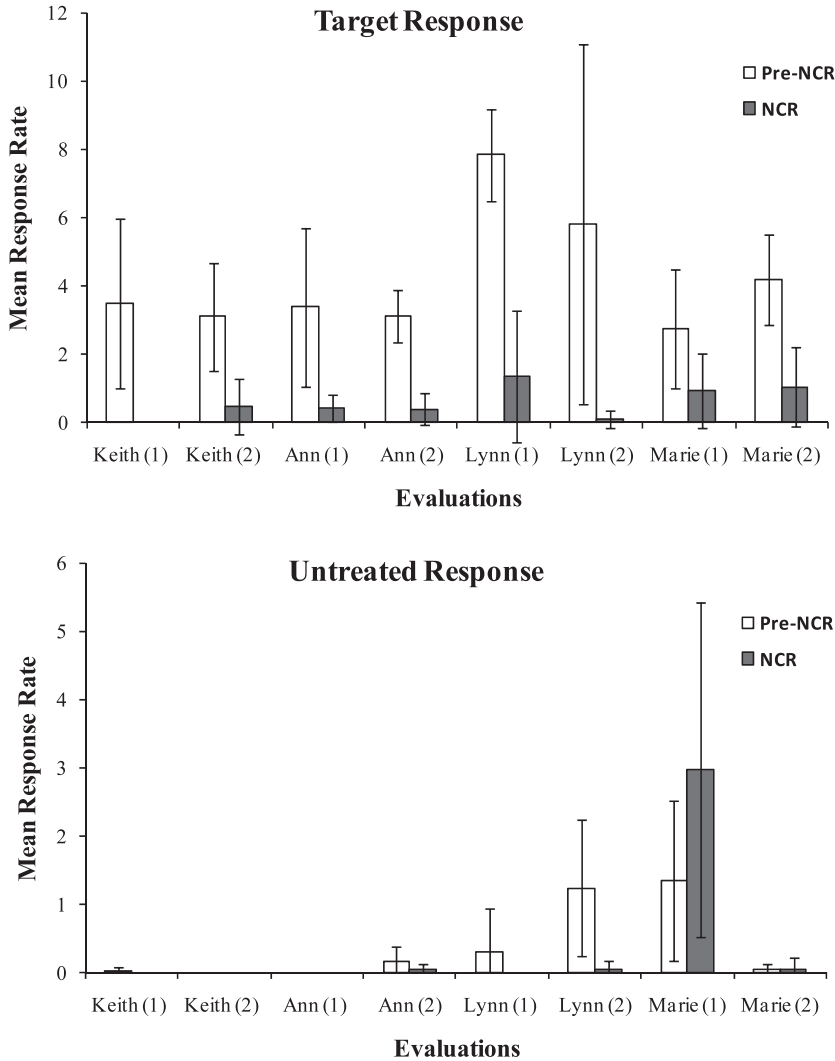 Target Response
12
10
8
6
4
2
0
Mean Response Rate
Pre-NCR
NCR
Keith (1) Keith (2) Ann (1) Ann (2) Lynn (1) Lynn (2) Marie (1) Marie (2)
Evaluations
Untreated Response
6
5
4
3
2
1
0
Mean Response Rate
Pre-NCR
NCR
Keith (1) Keith (2) Ann (1) Ann (2) Lynn (1) Lynn (2) Marie (1) Marie (2)
Evaluations